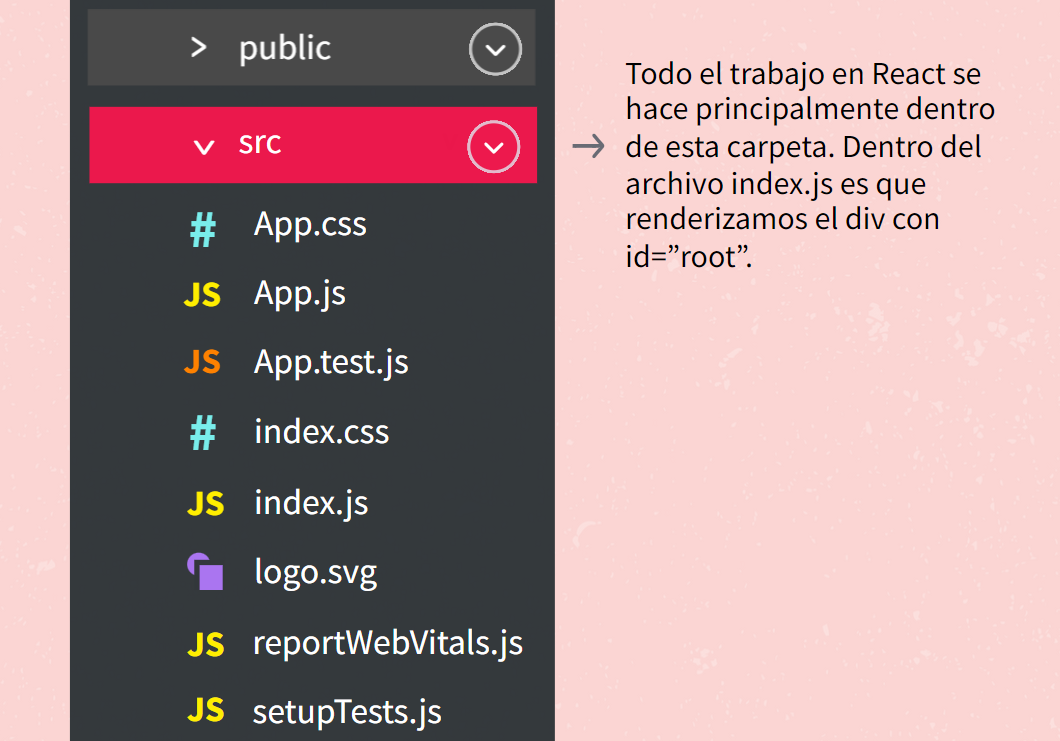 public
src
Todo el trabajo en React se
hace principalmente dentro
de esta carpeta. Dentro del
archivo index.js es que
renderizamos el div con
id=”root”.
# App.css
JS App.js
JS App.test.js
# index.css
JS index.js
logo.svg
JS reportWebVitals.js
JS setupTests.js